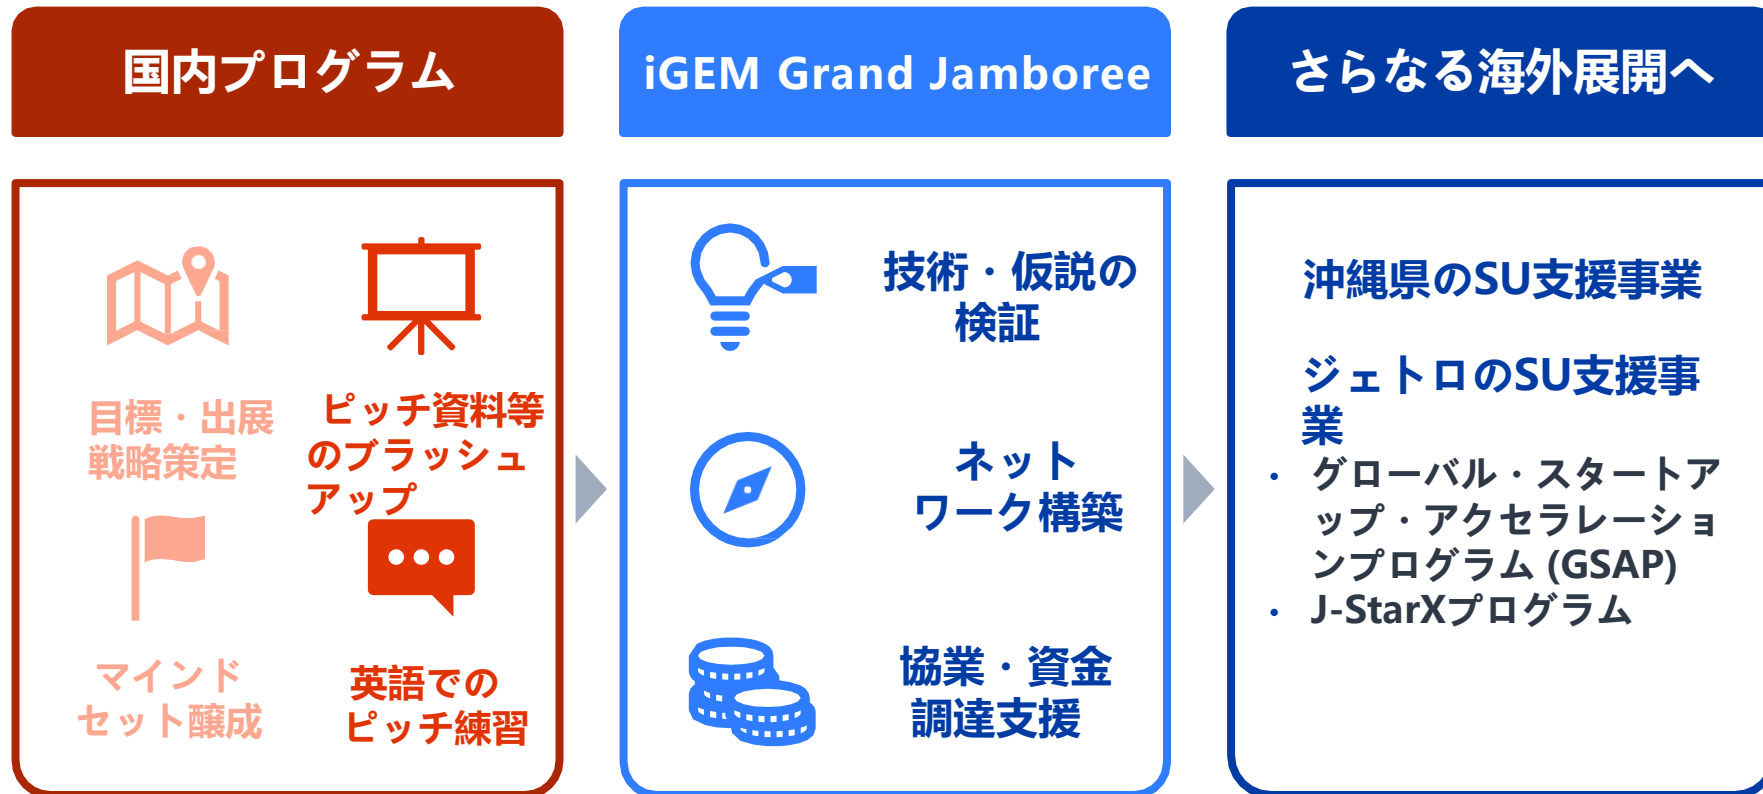 国内プログラム
iGEM Grand Jamboree
さらなる海外展開へ
目標・出展
戦略策定
ピッチ資料等
のブラッシュ
アップ
マインド
セット醸成
英語での
ピッチ練習
技術・仮説の
検証
ネット
ワーク構築
協業・資金
調達支援
沖縄県のSU支援事業
ジェトロのSU支援事
業
・ グローバル・スタートア
ップ・アクセラレーショ
ンプログラム (GSAP)
・ J-StarXプログラム